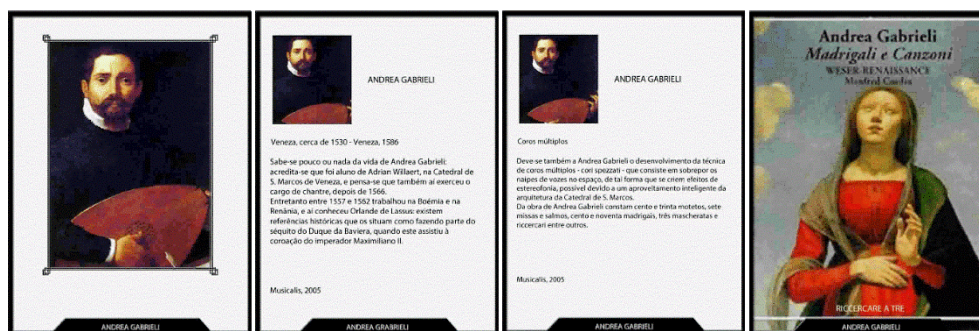 ANDREA GABRIELI
ANDREA GABRIELI
Veneza, cerca de 1530 - Veneza, 1586
Sabe-se pouco ou nada da vida de Andrea Gabrieli:
acredita-se que foi aluno de Adrian Willaert, na Catedral de
S. Marcos de Veneza, e pensa-se que também aí exerceu o
cargo de chantre, depois de 1566.
Entretanto entre 1557 e 1562 trabalhou na Boémia e na
Renânia, e aí conheceu Orlande de Lassus: existem
referências históricas que os situam como fazendo parte do
séquito do Duque da Baviera, quando este assistiu à
coroação do imperador Maximiliano II.
Musicalis, 2005
ANDREA GRABRIELI
ANDREA GABRIELI
Coros múltiplos
Deve-se também a Andrea Gabrieli o desenvolvimento da técnica
de coros múltiplos - cori spezzati - que consiste em sobrepor os
naipes de vozes no espaço, de tal forma que se criem efeitos de
estereofonia, possível devido a um aproveitamento inteligente da
arquitetura da Catedral de S. Marcos.
Da obra de Andrea Gabrieli constam cento e trinta motetos, sete
missas e salmos, cento e noventa madrigais, três mascheratas e
riccercari entre outros.
Musicalis, 2005
ANDREA GABRIELI
Andrea Gabrieli
Madrigali e Canzoni
WESER-RENAISSANCE
Manfred Cordes
RICCERCARE A TRE
ANDREA GABRIELI